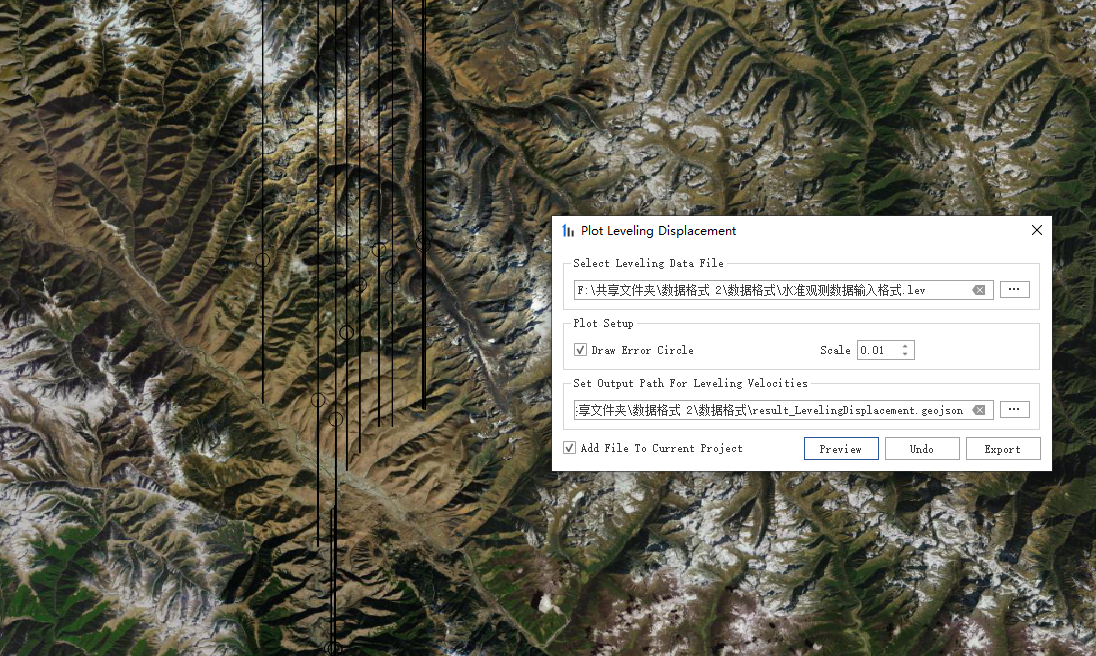 Plot Leveling Displacement
Select Leveling Data File
F:\共享文件夹\数据格式 2\数据格式\水准观测数据输入格式.lev
...
Plot Setup
Draw Error Circle
Scale 0.01
Set Output Path For Leveling Velocities
享文件夹\数据格式 2\数据格式\result_LevelingDisplacement.geojson
...
Add File To Current Project
Preview Undo Export